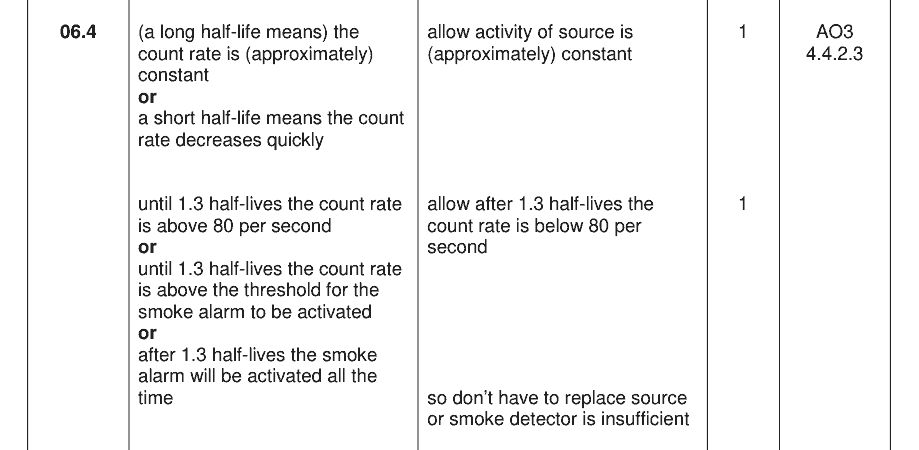 06.4
(a long half-life means) the
count rate is (approximately)
constant
or
a short half-life means the count
rate decreases quickly
allow activity of source is
(approximately) constant
1
AO3
4.4.2.3
until 1.3 half-lives the count rate
is above 80 per second
or
until 1.3 half-lives the count rate
is above the threshold for the
smoke alarm to be activated
or
after 1.3 half-lives the smoke
alarm will be activated all the
time
allow after 1.3 half-lives the
count rate is below 80 per
second
1
so don’t have to replace source
or smoke detector is insufficient